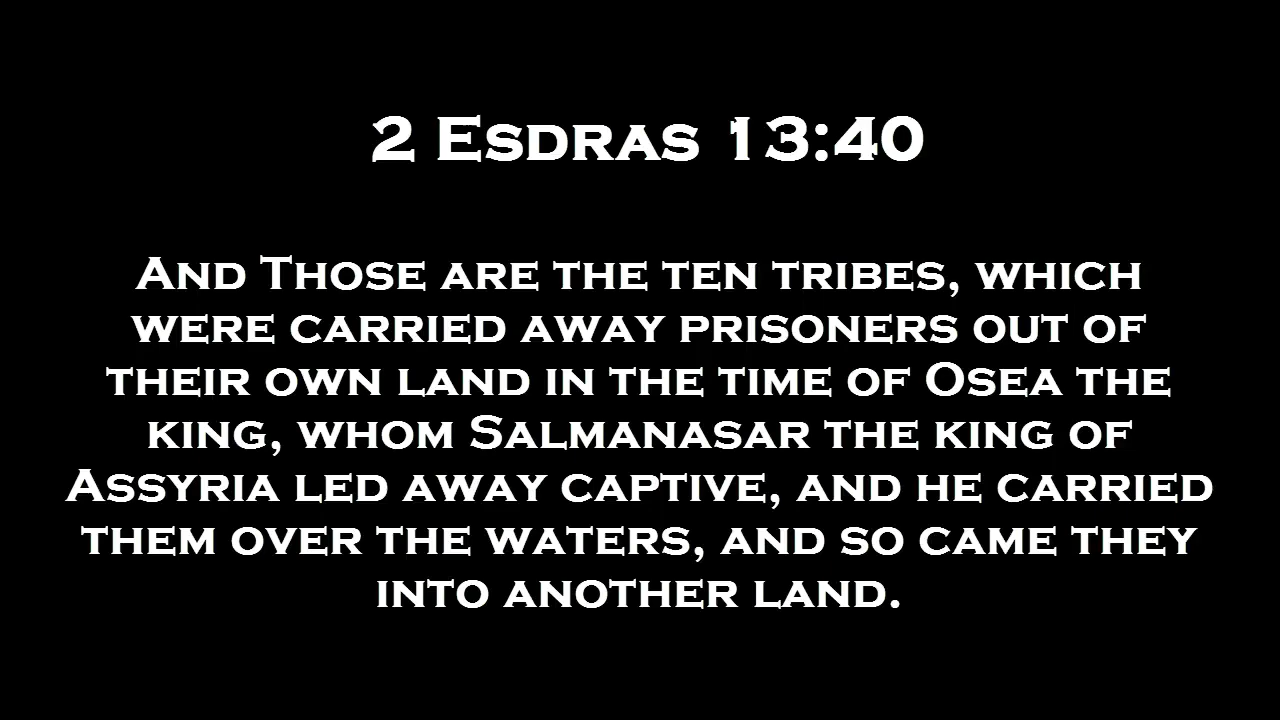 2 Esdras 13:40
And Those are the ten tribes, which
were carried away prisoners out of
their own land in the time of Osea the
king, whom Salmanasar the king of
Assyria led away captive, and he carried
them over the waters, and so came they
into another land.